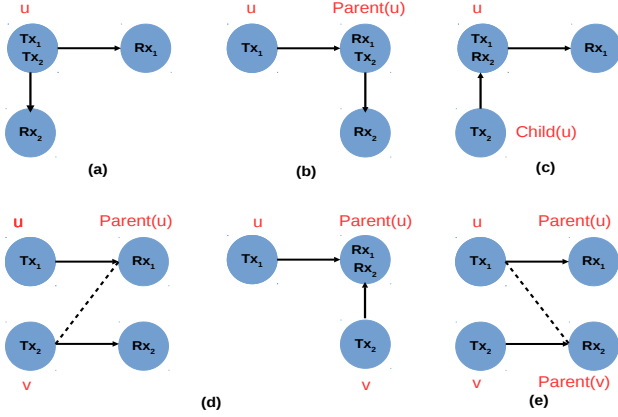 u
Tx1
Tx2
Rx1
Rx2
(a)
u
Parent(u)
Tx1
Rx1
Tx2
Rx2
(b)
u
Tx1
Rx2
Rx1
Tx2
Child(u)
(c)
u
Parent(u)
Tx1
Rx1
Tx2
Rx2
v
u
Parent(u)
Tx1
Rx1
Rx2
Tx2
v
(d)
u
Parent(u)
Tx1
Rx1
Tx2
Rx2
v
Parent(v)
(e)